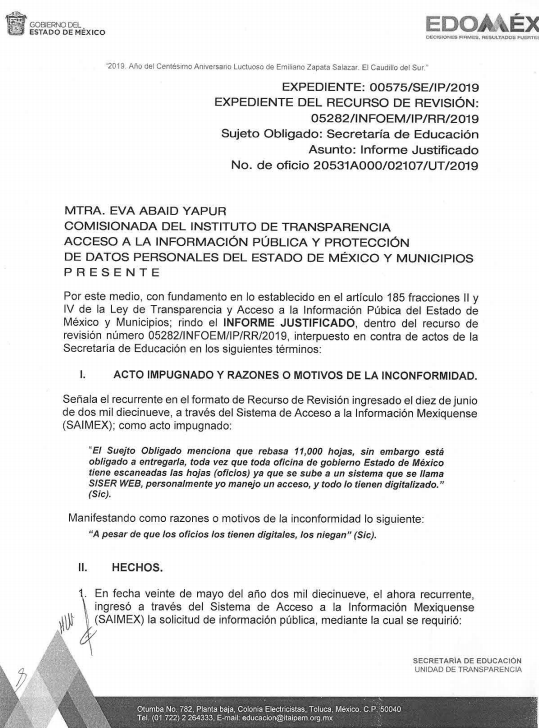 GOBIERNO DEL
ESTADO DE MÉXICO
EDOMÉX
DECISIONES FIRMES, RESULTADOS FUERTES
"2019. Año del Centésimo Aniversario Luctuoso de Emiliano Zapata Salazar. El Caudillo del Sur."
EXPEDIENTE: 00575/SE/IP/2019
EXPEDIENTE DEL RECURSO DE REVISIÓN:
05282/INFOEM/IP/RR/2019
Sujeto Obligado: Secretaría de Educación
Asunto: Informe Justificado
No. de oficio 20531A000/02107/UT/2019
MTRA. EVA ABAID YAPUR
COMISIONADA DEL INSTITUTO DE TRANSPARENCIA
ACCESO A LA INFORMACIÓN PÚBLICA Y PROTECCIÓN
DE DATOS PERSONALES DEL ESTADO DE MÉXICO Y MUNICIPIOS
P R E S E N T E
Por este medio, con fundamento en lo establecido en el artículo 185 fracciones II y
IV de la Ley de Transparencia y Acceso a la Información Púbica del Estado de
México y Municipios; rindo el INFORME JUSTIFICADO, dentro del recurso de
revisión número 05282/INFOEM/IP/RR/2019, interpuesto en contra de actos de la
Secretaría de Educación en los siguientes términos:
I. ACTO IMPUGNADO Y RAZONES O MOTIVOS DE LA INCONFORMIDAD.
Señala el recurrente en el formato de Recurso de Revisión ingresado el diez de junio
de dos mil diecinueve, a través del Sistema de Acceso a la Información Mexiquense
(SAIMEX); como acto impugnado:
"El Suejto Obligado menciona que rebasa 11,000 hojas, sin embargo está
obligado a entregarla, toda vez que toda oficina de gobierno Estado de México
tiene escaneadas las hojas (oficios) ya que se sube a un sistema que se llama
SISER WEB, personalmente yo manejo un acceso, y todo lo tienen digitalizado."
(Sic).
Manifestando como razones o motivos de la inconformidad lo siguiente:
"A pesar de que los oficios los tienen digitales, los niegan" (Sic).
II. HECHOS.
1. En fecha veinte de mayo del año dos mil diecinueve, el ahora recurrente,
ingresó a través del Sistema de Acceso a la Información Mexiquense
(SAIMEX) la solicitud de información pública, mediante la cual se requirió:
SECRETARÍA DE EDUCACIÓN
UNIDAD DE TRANSPARENCIA
Otumba No. 782, Planta baja, Colonia Electricistas, Toluca, México. C.P. 50040
Tel. (01 722) 2 264333, E-mail: educacion@itaipem.org.mx